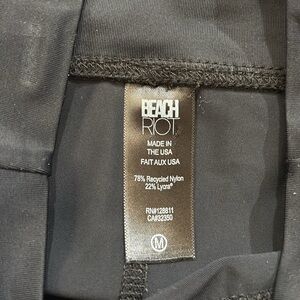 BEACH
RIOT
MADE IN
THE USA
FAIT AUX USA
78% Recycled Nylon
22% Lycra®
RN#128811
CA#32350
M